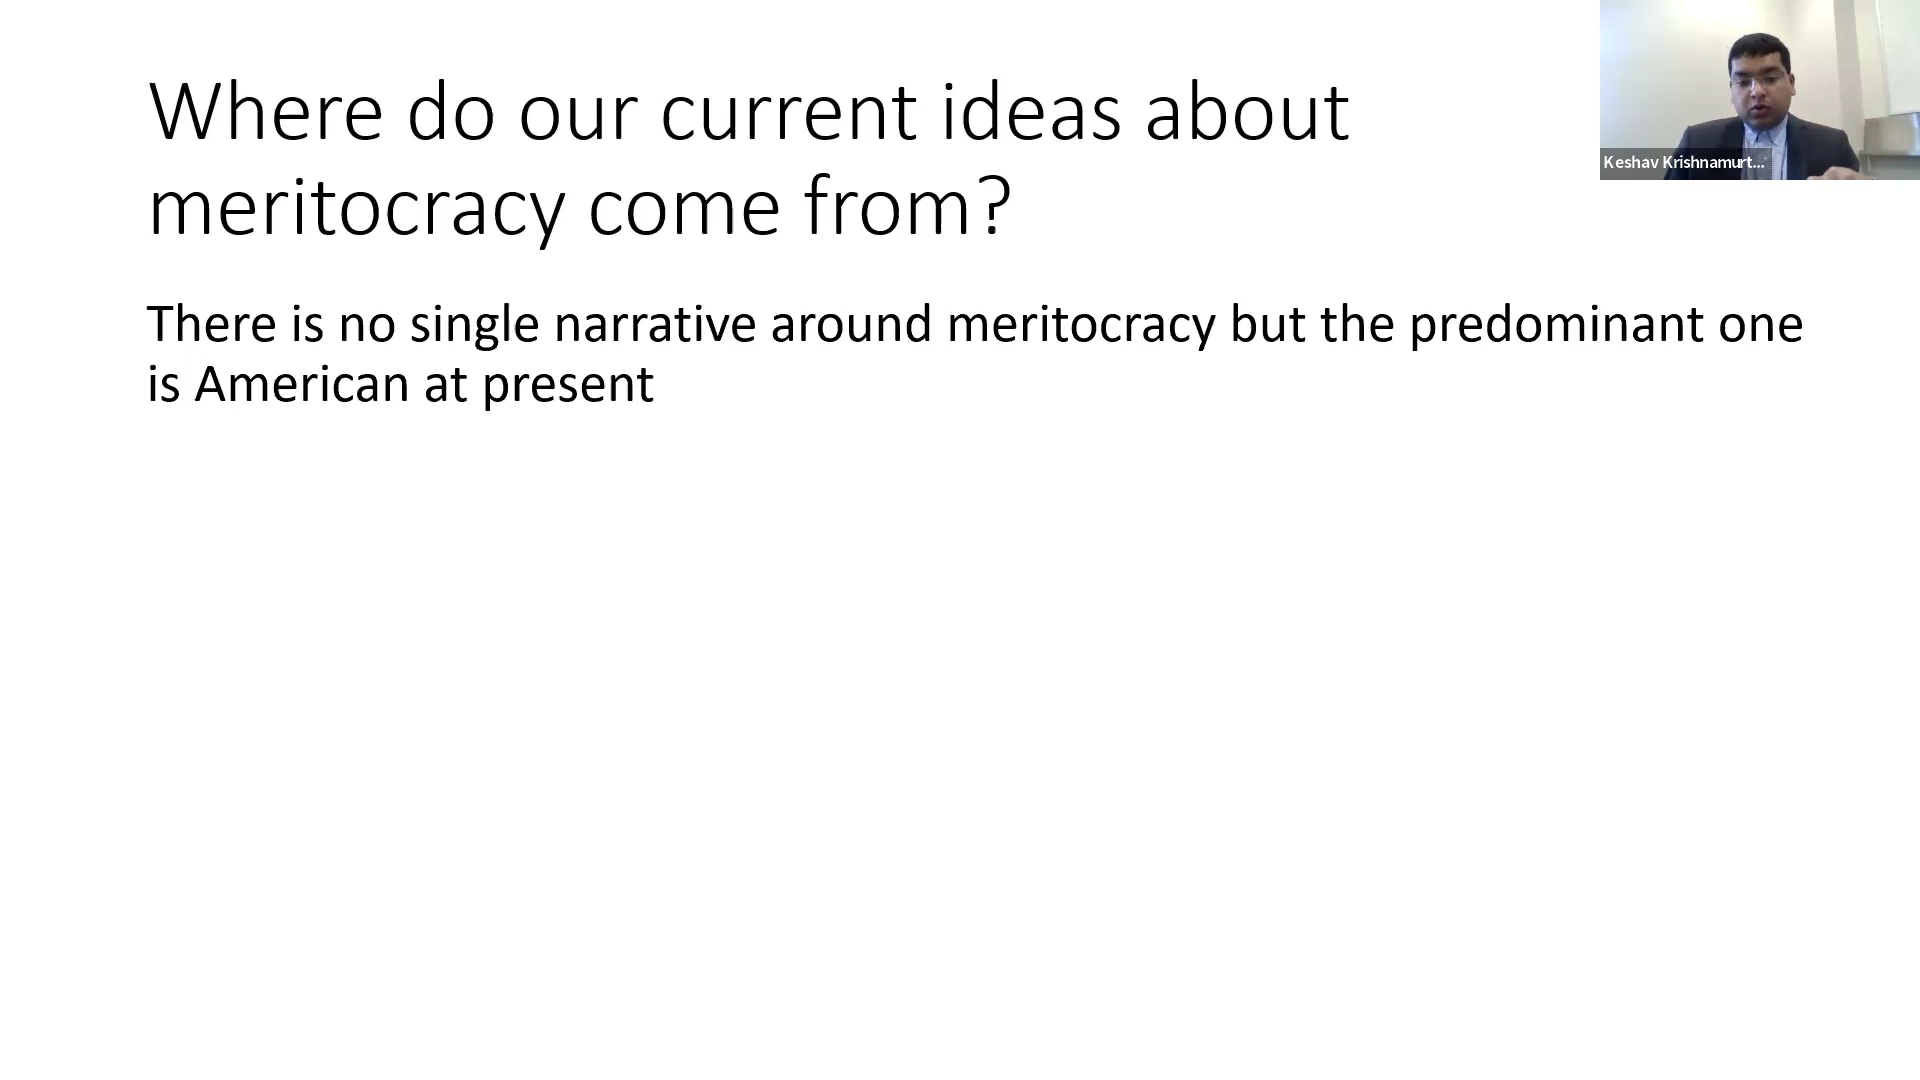 Where do our current ideas about
meritocracy come from?
Keshav Krishnamurt...
There is no single narrative around meritocracy but the predominant one
is American at present